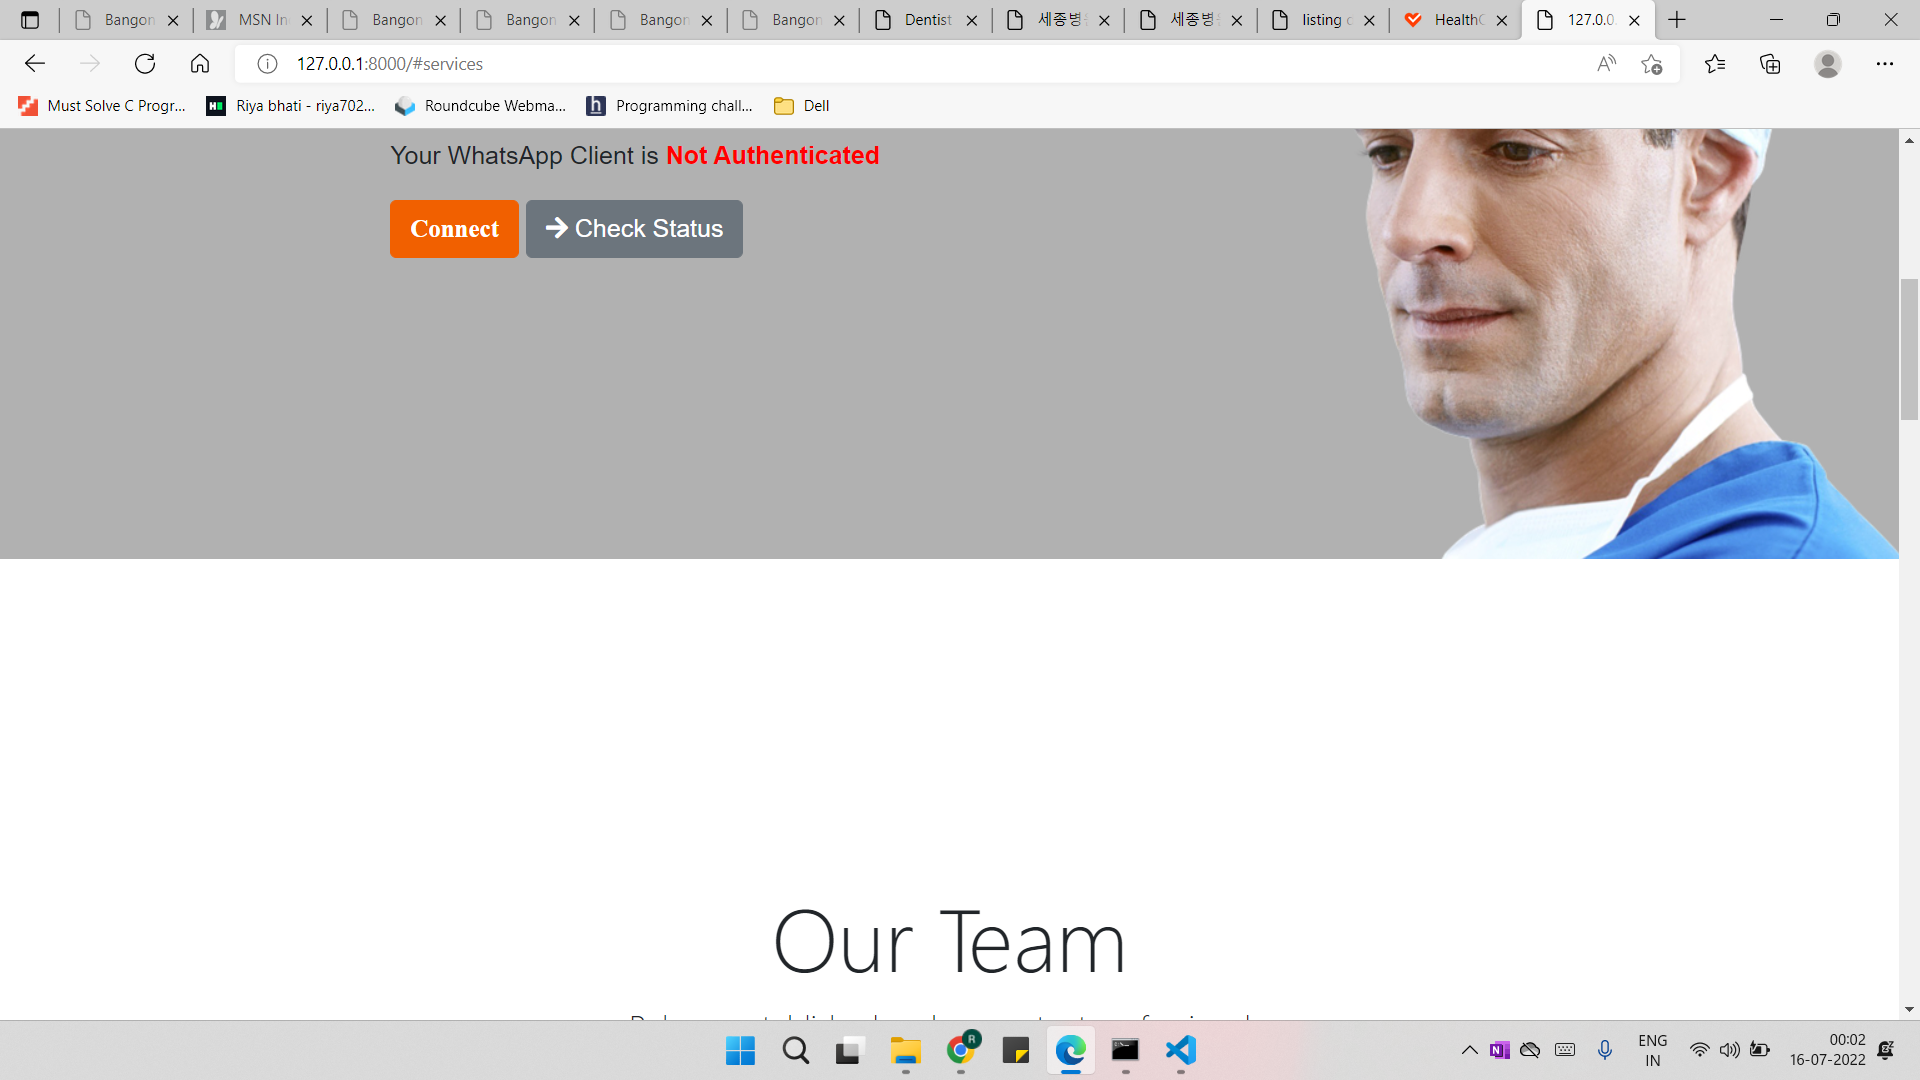 Bangon
MSN In
Bangon
Bangon
Bangon
Bangon
Dentist
세종병
세종병
listing
Health
127.0.0.
127.0.0.1:8000/#services
Must Solve C Progr...
Riya bhati - riya702...
Roundcube Webma...
Programming chall...
Dell
Your WhatsApp Client is Not Authenticated
Connect
Check Status
Our Team
R
ENG
IN
00:02
16-07-2022